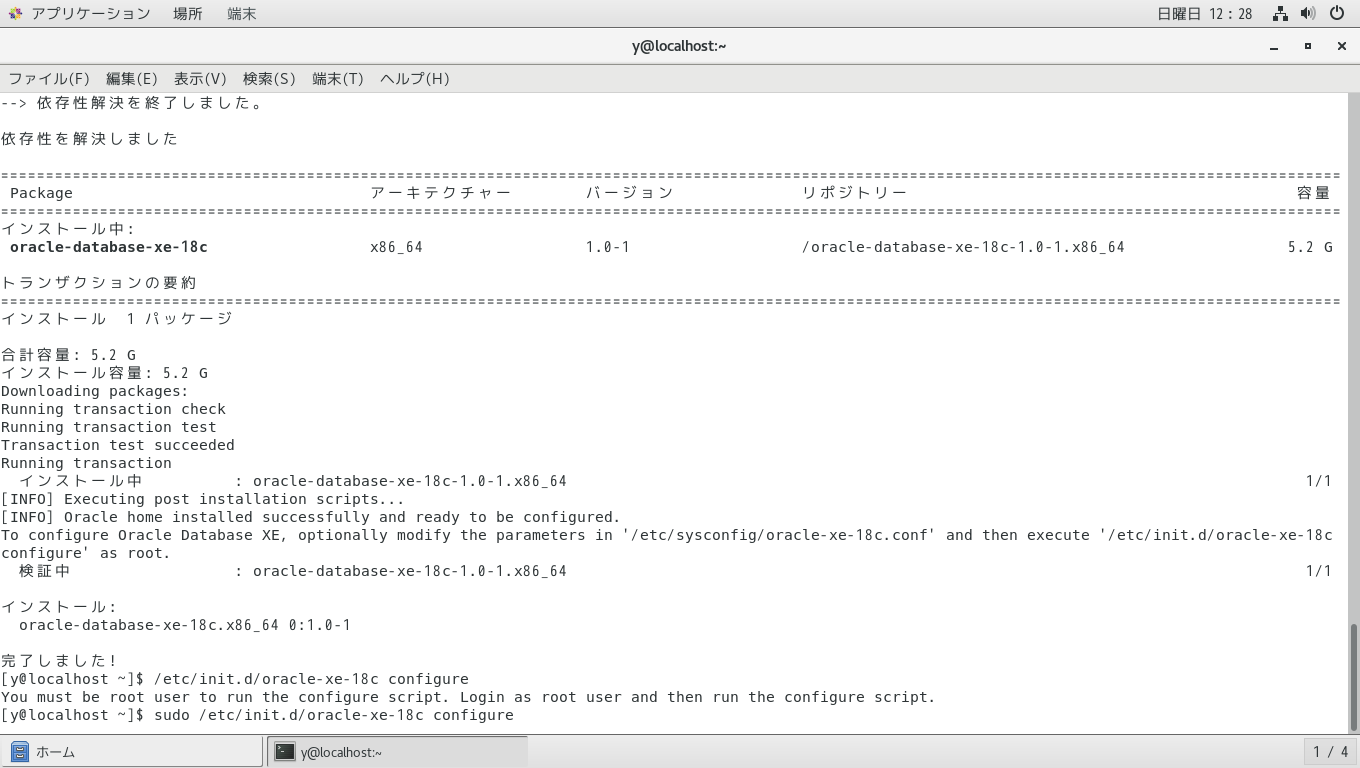 アプリケーション 場所 端末 日曜日 12：28
y@localhost:~
ファイル(F) 編集(E) 表示(V) 検索(S) 端末(T) ヘルプ(H)
--> 依存性解決を終了しました。
依存性を解決しました
================================================================================
Package アーキテクチャー バージョン リポジトリー 容量
================================================================================
インストール中:
oracle-database-xe-18c x86_64 1.0-1 /oracle-database-xe-18c-1.0-1.x86_64 5.2 G
トランザクションの要約
================================================================================
インストール 1 パッケージ
合計容量: 5.2 G
インストール容量: 5.2 G
Downloading packages:
Running transaction check
Running transaction test
Transaction test succeeded
Running transaction
インストール中 : oracle-database-xe-18c-1.0-1.x86_64 1/1
[INFO] Executing post installation scripts...
[INFO] Oracle home installed successfully and ready to be configured.
To configure Oracle Database XE, optionally modify the parameters in '/etc/sysconfig/oracle-xe-18c.conf' and then execute '/etc/init.d/oracle-xe-18c
configure' as root.
検証中 : oracle-database-xe-18c-1.0-1.x86_64 1/1
インストール:
oracle-database-xe-18c.x86_64 0:1.0-1
完了しました!
[y@localhost ~]$ /etc/init.d/oracle-xe-18c configure
You must be root user to run the configure script. Login as root user and then run the configure script.
[y@localhost ~]$ sudo /etc/init.d/oracle-xe-18c configure
ホーム y@localhost:~ 1 / 4